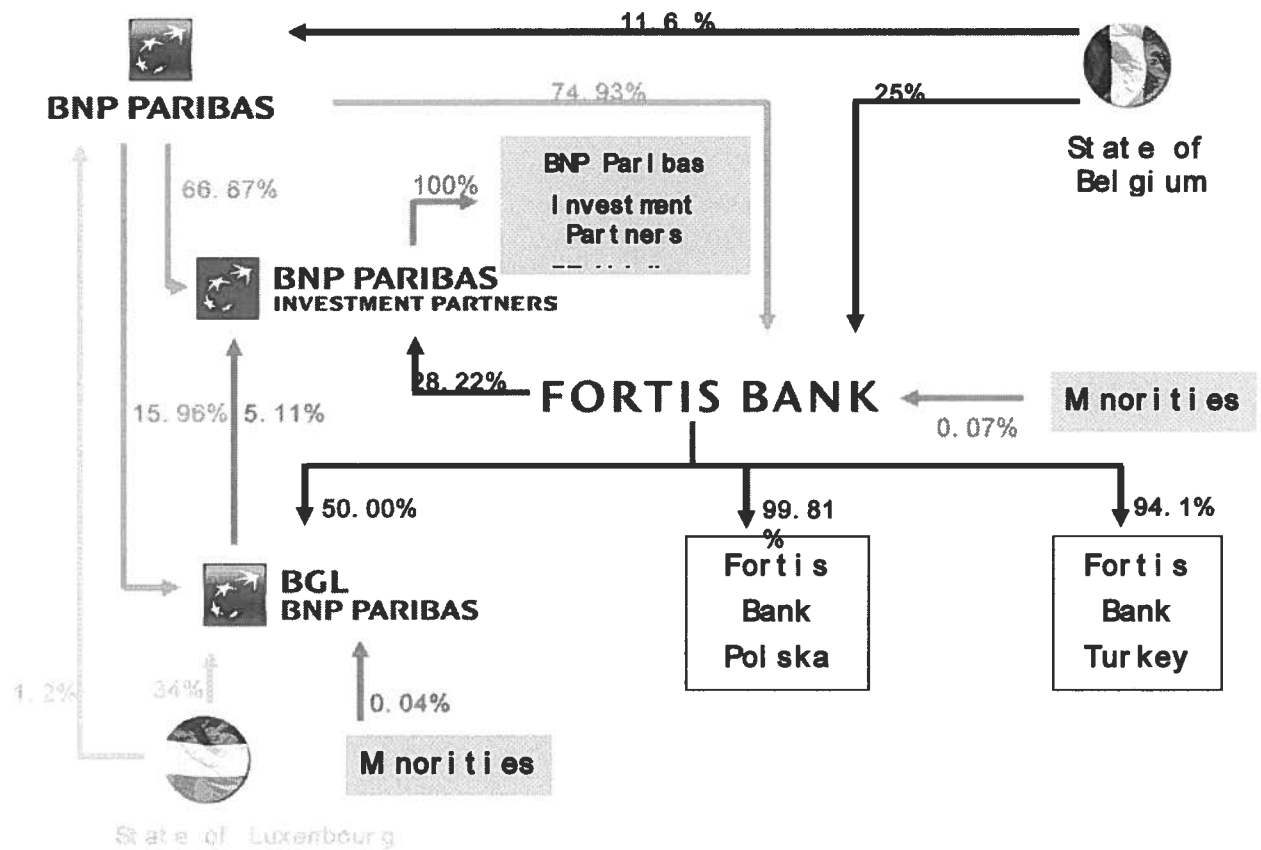 11.6 %
BNP PARIBAS
74.93%
25%
State of
Belgium
BNP Paribas
Investment
Partners
66.67%
100%
BNP PARIBAS
INVESTMENT PARTNERS
28.22%
FORTIS BANK
Minorities
0.07%
15.96%
5.11%
50.00%
99.81
%
94.1%
BGL
BNP PARIBAS
Fortis
Bank
Polska
Fortis
Bank
Turkey
1.2%
34%
0.04%
Minorities
State of Luxenbourg